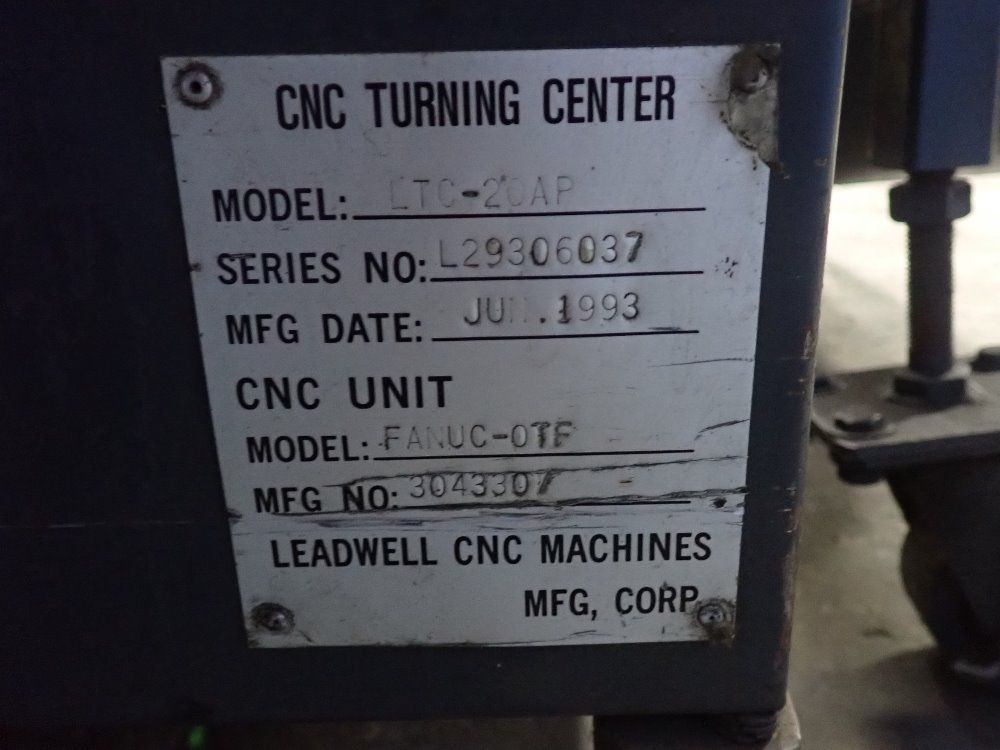 CNC TURNING CENTER
MODEL: LTC-20AP
SERIES NO: L29306037
MFG DATE: JUN.1993
CNC UNIT
MODEL: FANUC-0TF
MFG NO: 3043307
LEADWELL CNC MACHINES
MFG, CORP.